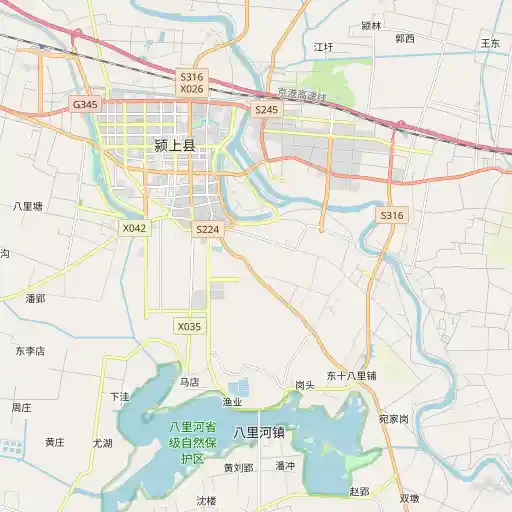 颍林
郭西
王东
江圩
S316
X026
京港高速线
G345
S245
颍上县
八里塘
S316
X042
S224
沟
潘郢
X035
东李店
马店
岗头
东十八里铺
下洼
渔业
周庄
宛家岗
八里河省
级自然保
护区
八里河镇
黄庄
尤湖
黄刘郢
潘冲
沈楼
赵郢
双墩